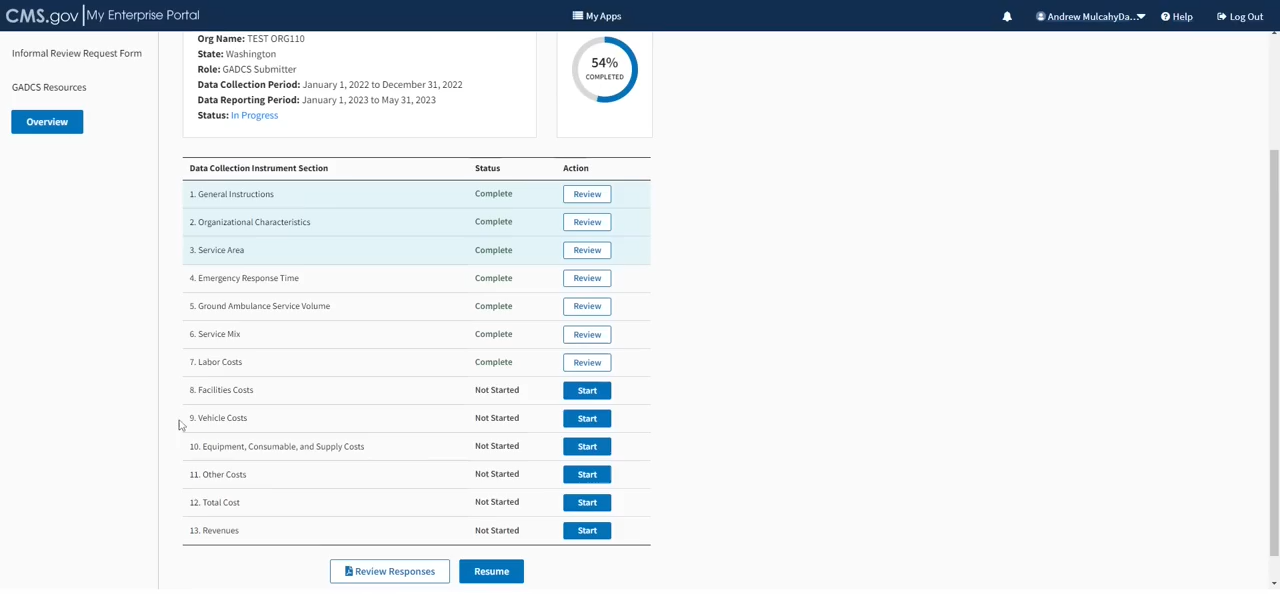 CMS.gov | My Enterprise Portal
My Apps
Andrew MulcahyDa...
Help
Log Out
Informal Review Request Form
GADCS Resources
Overview
Org Name: TEST ORG110
State: Washington
Role: GADCS Submitter
Data Collection Period: January 1, 2022 to December 31, 2022
Data Reporting Period: January 1, 2023 to May 31, 2023
Status: In Progress
54%
COMPLETED
Data Collection Instrument Section Status Action
1. General Instructions Complete Review
2. Organizational Characteristics Complete Review
3. Service Area Complete Review
4. Emergency Response Time Complete Review
5. Ground Ambulance Service Volume Complete Review
6. Service Mix Complete Review
7. Labor Costs Complete Review
8. Facilities Costs Not Started Start
9. Vehicle Costs Not Started Start
10. Equipment, Consumable, and Supply Costs Not Started Start
11. Other Costs Not Started Start
12. Total Cost Not Started Start
13. Revenues Not Started Start
Review Responses Resume